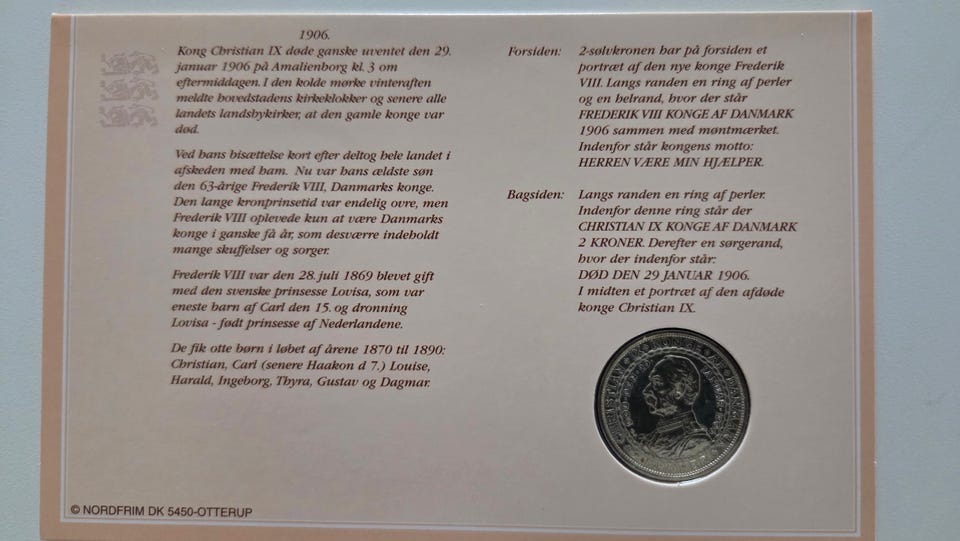 1906.
Kong Christian IX døde ganske uventet den 29.
januar 1906 på Amalienborg kl. 3 om
eftermiddagen. I den kolde mørke vinteraften
meldte hovedstadens kirkeklokker og senere alle
landets landsbykirker, at den gamle konge var
død.
Ved hans bisættelse kort efter deltog hele landet i
afskeden med ham. Nu var hans ældste søn
den 63-årige Frederik VIII, Danmarks konge.
Den lange kronprinsetid var endelig ovre, men
Frederik VIII oplevede kun at være Danmarks
konge i ganske få år, som desværre indeholdt
mange skuffelser og sorger.
Frederik VIII var den 28. juli 1869 blevet gift
med den svenske prinsesse Lovisa, som var
eneste barn af Carl den 15. og dronning
Lovisa - født prinsesse af Nederlandene.
De fik otte børn i løbet af årene 1870 til 1890:
Christian, Carl (senere Haakon d 7.) Louise,
Harald, Ingeborg, Thyra, Gustav og Dagmar.
© NORDFRIM DK 5450-OTTERUP
Forsiden: 2-sølvkronen har på forsiden et
portræt af den nye konge Frederik
VIII. Langs randen en ring af perler
og en helrand, hvor der står
FREDERIK VIII KONGE AF DANMARK
1906 sammen med møntmærket.
Indenfor står kongens motto:
HERREN VÆRE MIN HJÆLPER.
Bagsiden: Langs randen en ring af perler.
Indenfor denne ring står der
CHRISTIAN IX KONGE AF DANMARK
2 KRONER. Derefter en sørgerand,
hvor der indenfor står:
DØD DEN 29 JANUAR 1906.
I midten et portræt af den afdøde
konge Christian IX.
CHRISTIAN IX KONGE AF DANMARK